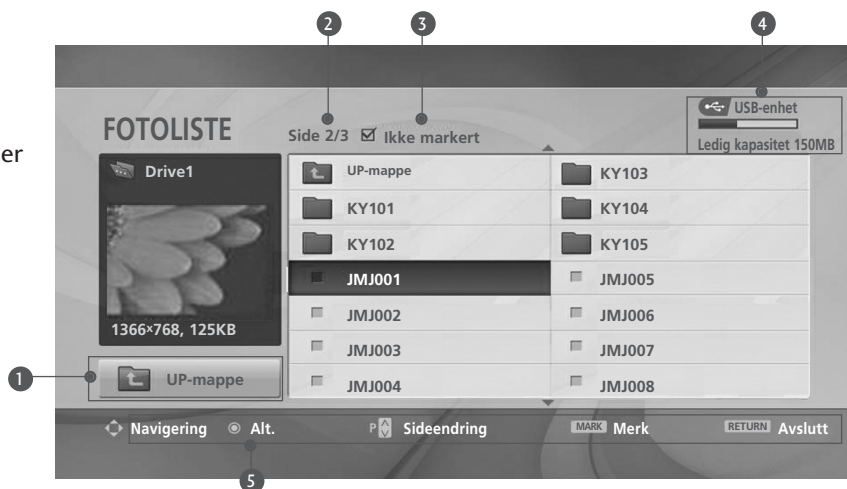 2 3 4
er
FOTOLISTE
Side 2/3 Ikke markert
USB-enhet
Ledig kapasitet 150MB
Drive1
1366×768, 125KB
UP-mappe KY103
KY101 KY104
KY102 KY105
JMJ001 JMJ005
JMJ002 JMJ006
JMJ003 JMJ007
JMJ004 JMJ008
1 UP-mappe
Navigering Alt. P Sideendring MARK Merk RETURN Avslutt
5